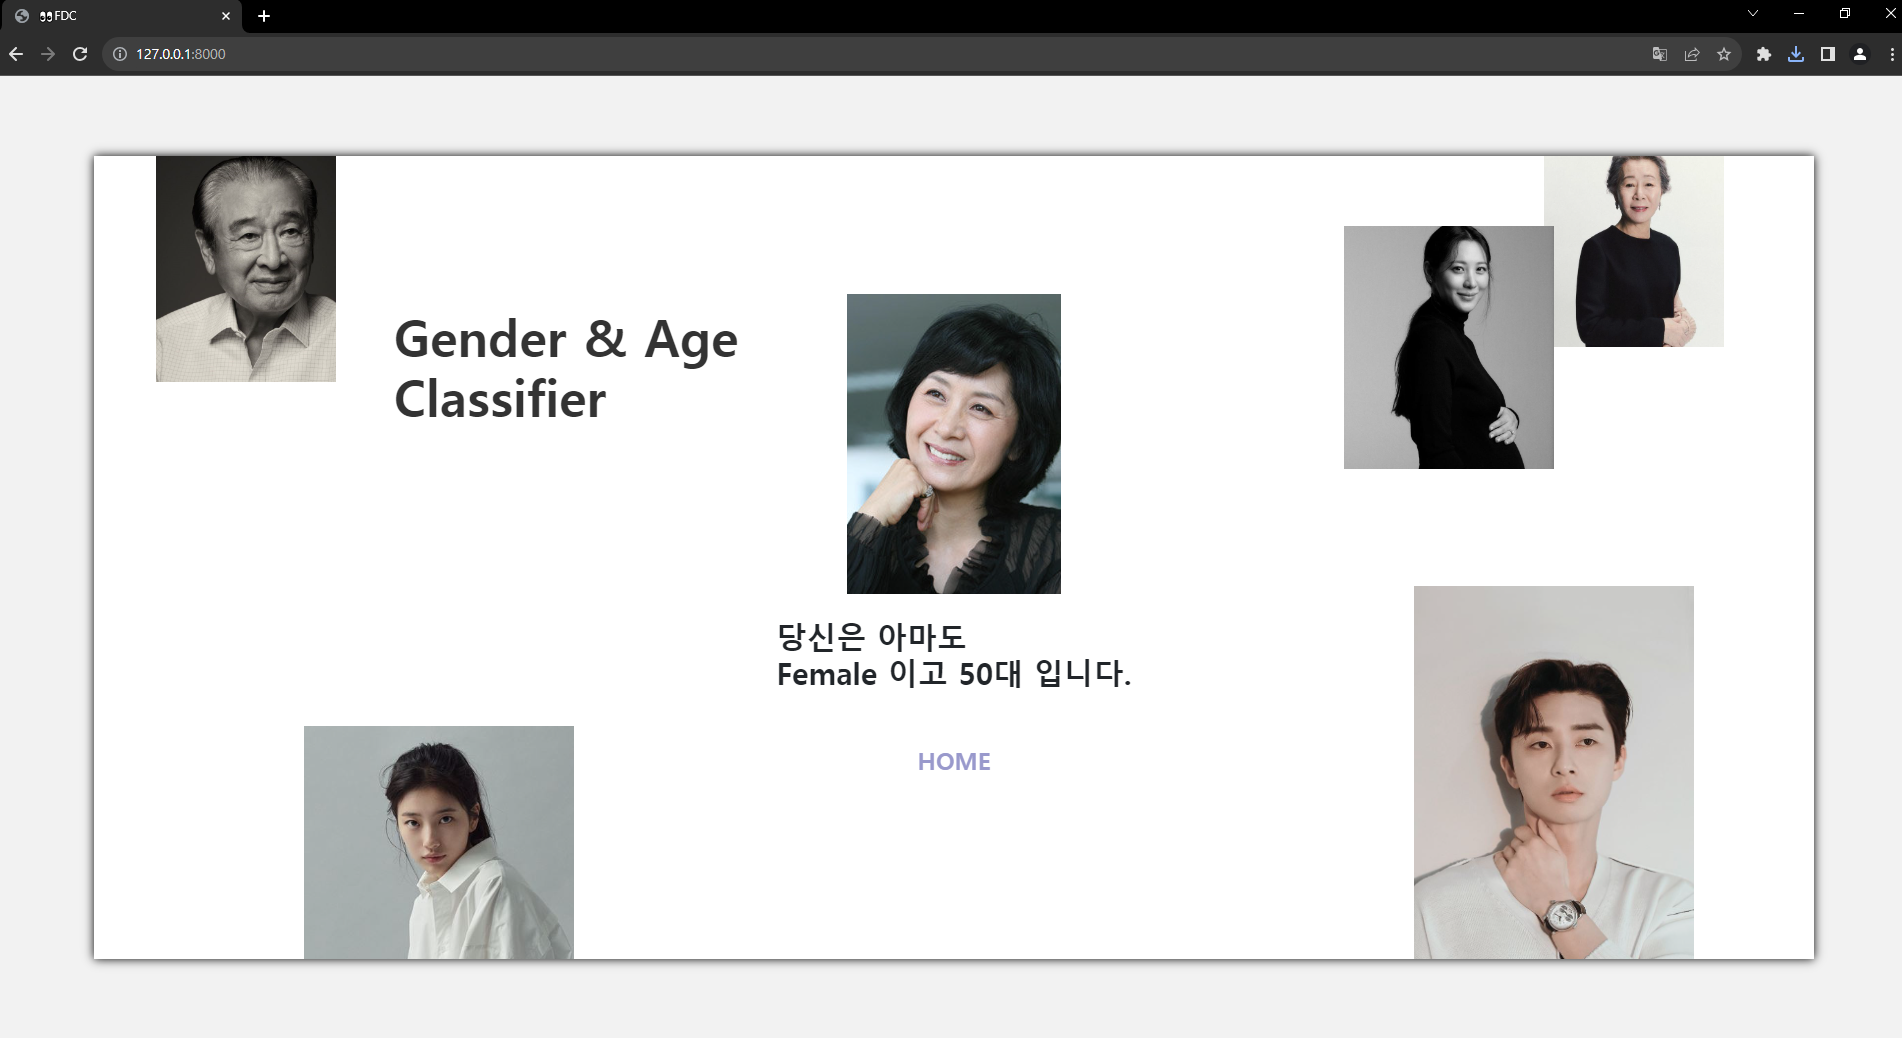 FDC
127.0.0.1:8000
Gender & Age
Classifier
당신은 아마도
Female 이고 50대 입니다.
HOME